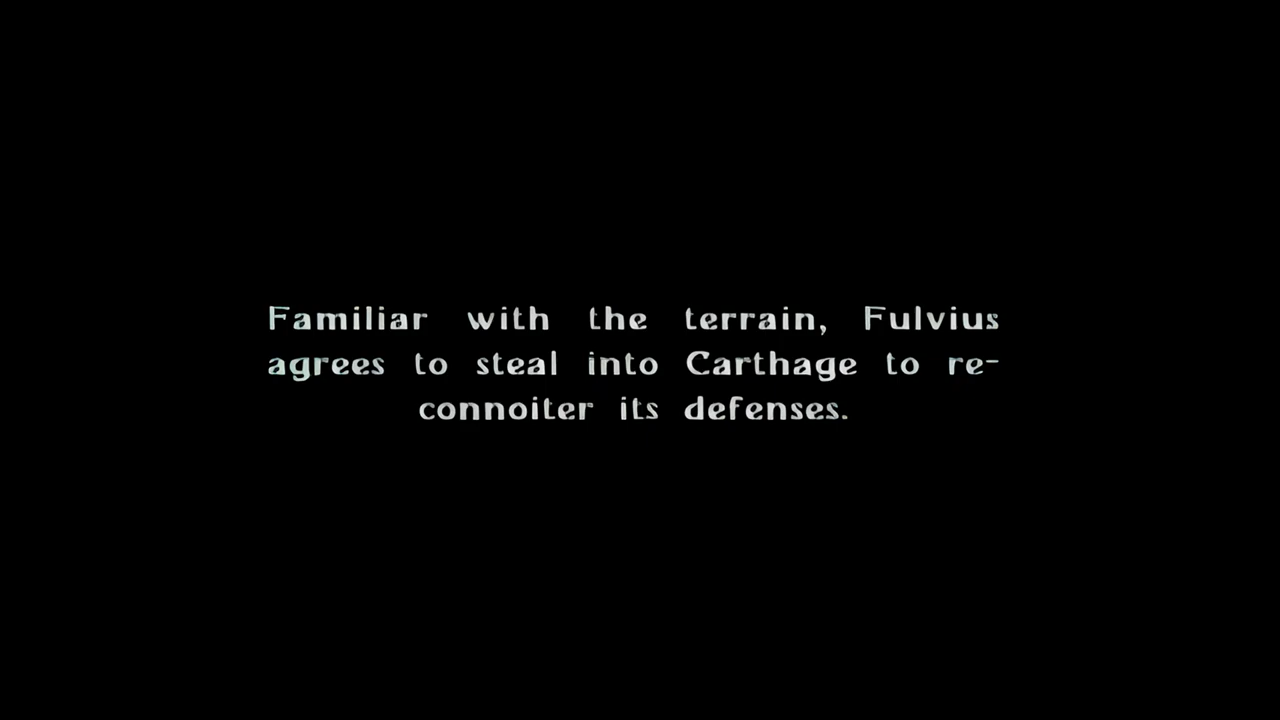 Familiar with the terrain, Fulvius
agrees to steal into Carthage to re-
connoiter its defenses.